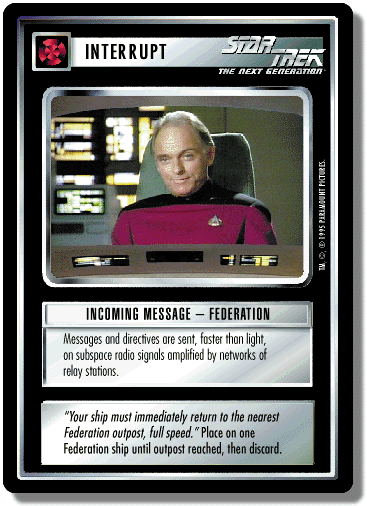 INTERRUPT
STAR TREK
THE NEXT GENERATION
TM, ©, ® 1995 PARAMOUNT PICTURES.
INCOMING MESSAGE – FEDERATION
Messages and directives are sent, faster than light,
on subspace radio signals amplified by networks of
relay stations.
"Your ship must immediately return to the nearest
Federation outpost, full speed." Place on one
Federation ship until outpost reached, then discard.